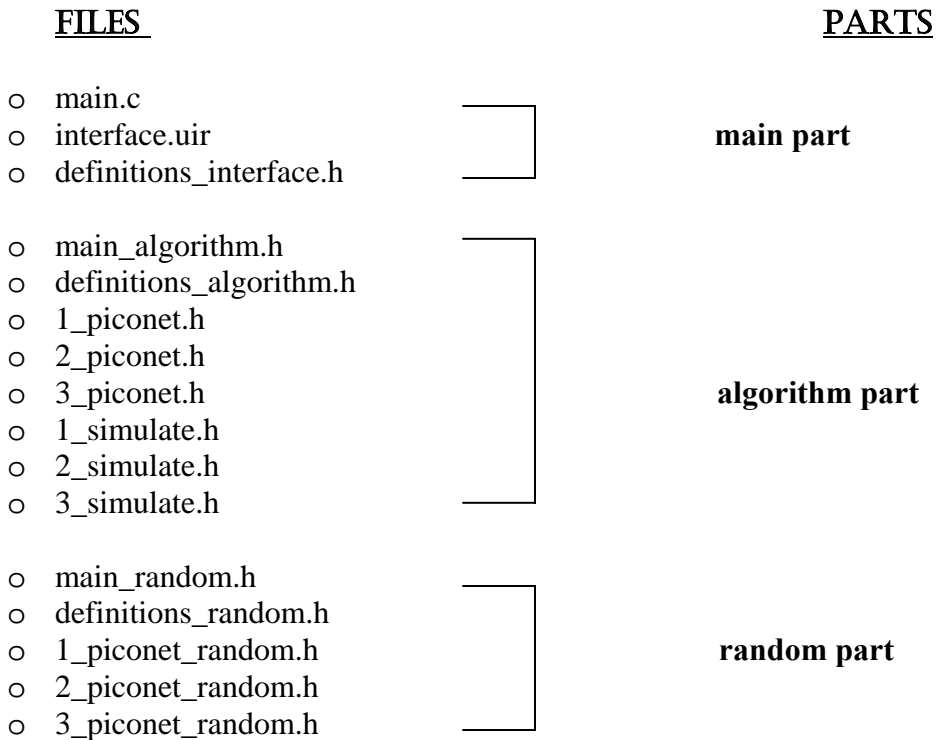 FILES PARTS
o main.c
o interface.uir main part
o definitions_interface.h
o main_algorithm.h
o definitions_algorithm.h
o 1_piconet.h
o 2_piconet.h
o 3_piconet.h algorithm part
o 1_simulate.h
o 2_simulate.h
o 3_simulate.h
o main_random.h
o definitions_random.h
o 1_piconet_random.h random part
o 2_piconet_random.h
o 3_piconet_random.h